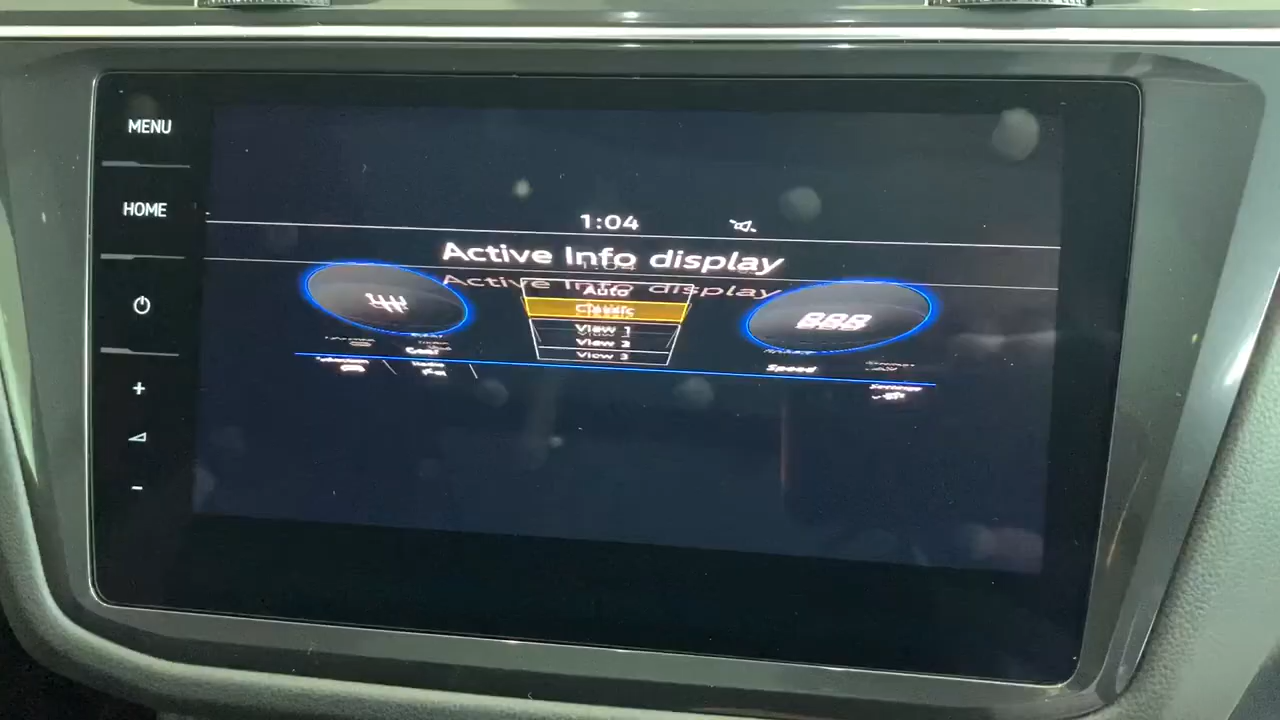 MENU
HOME
1:04
Active Info display
Active Info display
Auto
Classic
View 1
View 2
View 3
Gear
Speed
+
-